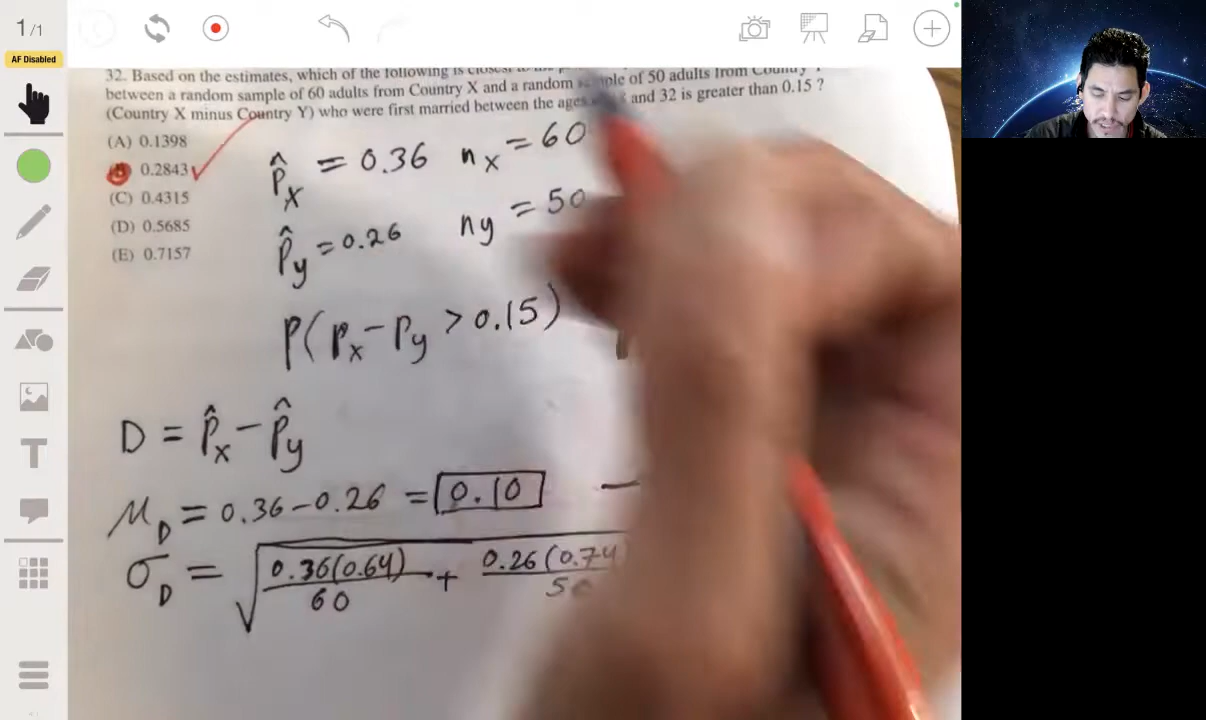 1/1
AF Disabled
32. Based on the estimates, which of the following is closest
between a random sample of 60 adults from Country X and a random sample of 50 adults from Country
(Country X minus Country Y) who were first married between the ages and 32 is greater than 0.15 ?
(A) 0.1398
0.2843 ✓
(C) 0.4315
(D) 0.5685
(E) 0.7157
p̂x = 0.36 nx = 60
p̂y = 0.26 ny = 50
P(px - py > 0.15)
D = p̂x - p̂y
μD = 0.36 - 0.26 = 0.10
σD = √ 0.36(0.64)/60 + 0.26(0.74)/50
T